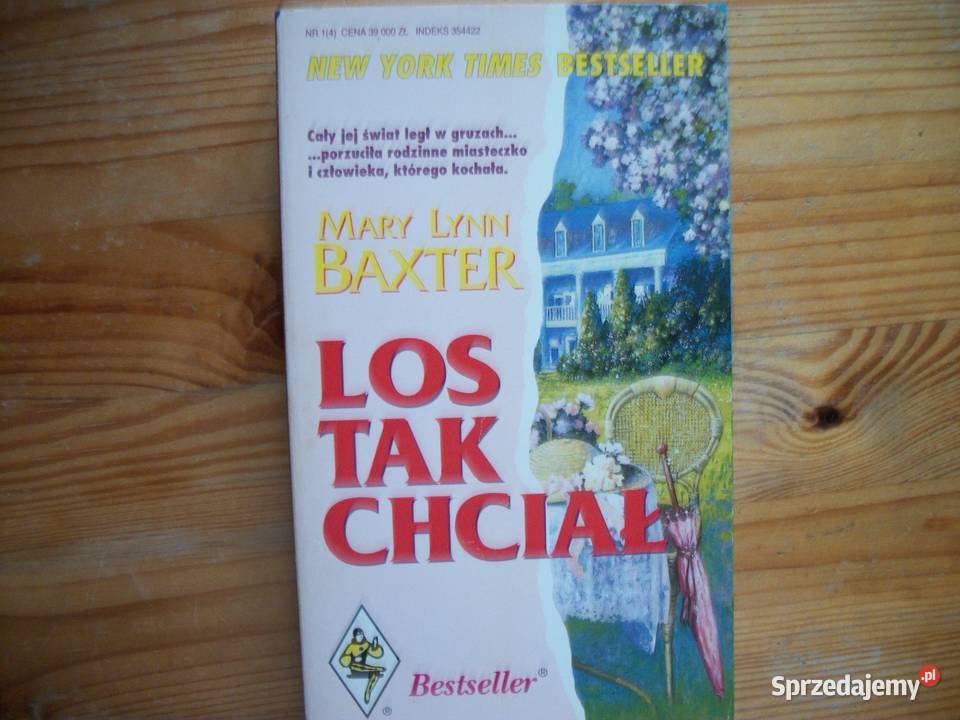 NR 1(4) CENA 39 000 ZŁ INDEKS 354422
NEW YORK TIMES BESTSELLER
Cały jej świat legł w gruzach...
...porzuciła rodzinne miasteczko
i człowieka, którego kochała.
MARY LYNN
BAXTER
LOS
TAK
CHCIAŁ
Bestseller®
®
Sprzedajemy.pl